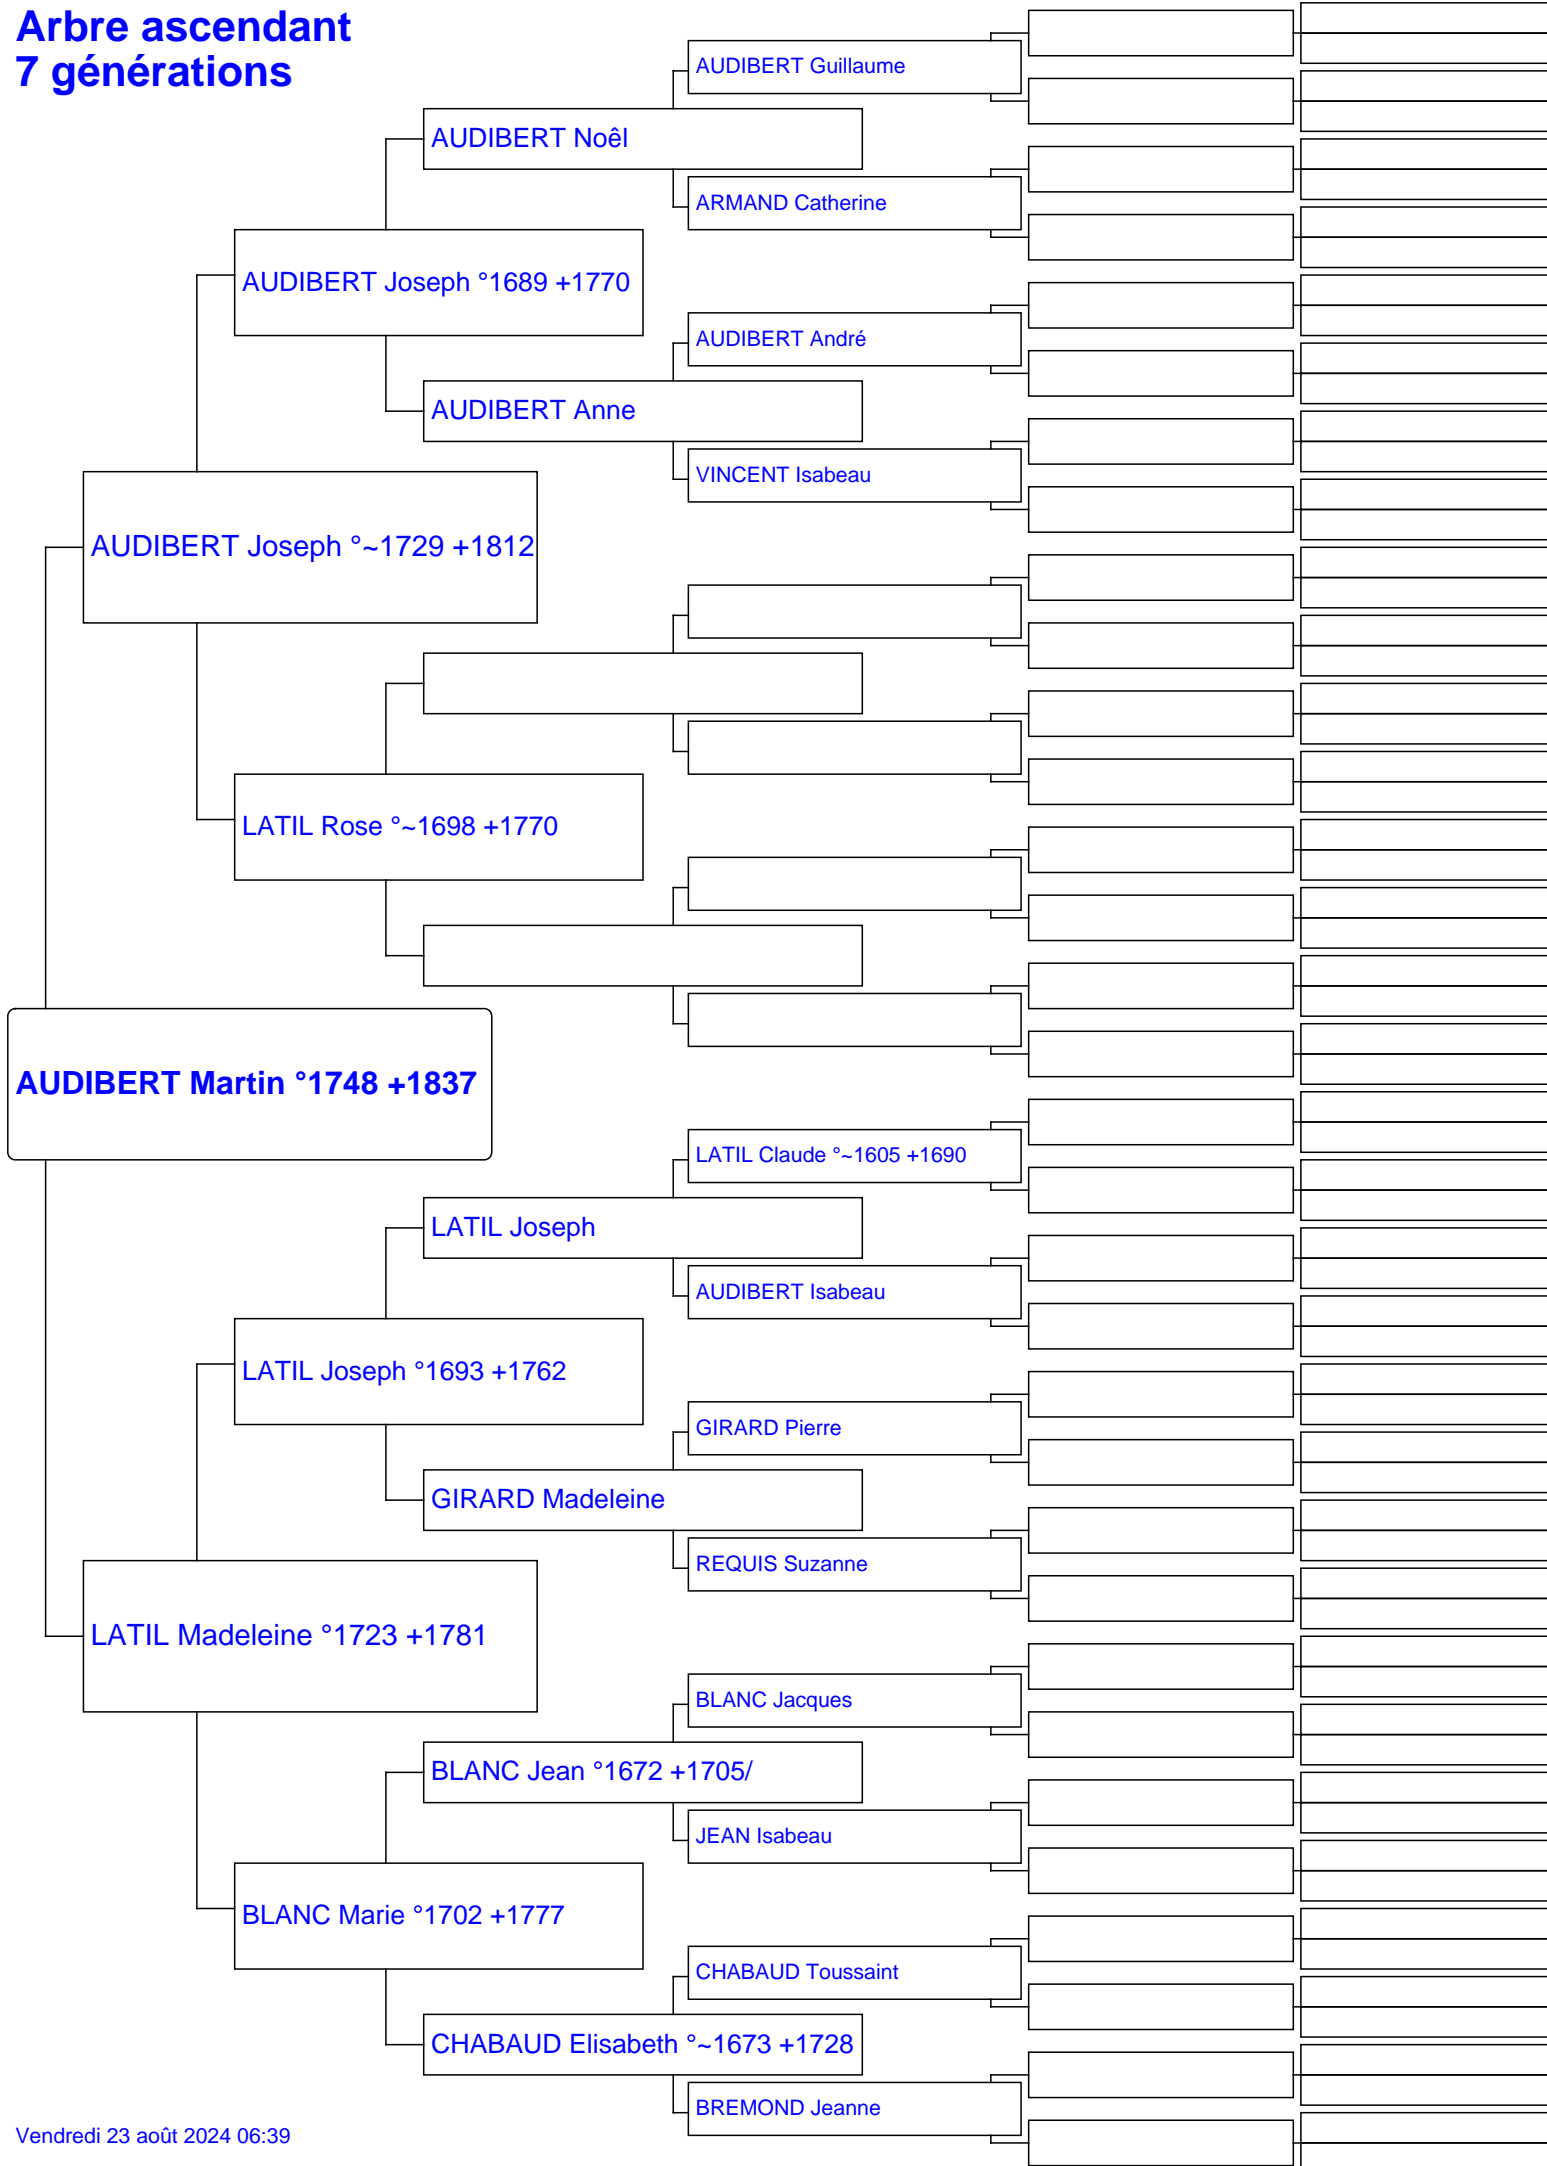 Arbre ascendant
7 générations
AUDIBERT Guillaume
AUDIBERT Noêl
ARMAND Catherine
AUDIBERT Joseph °1689 +1770
AUDIBERT André
AUDIBERT Anne
VINCENT Isabeau
AUDIBERT Joseph °~1729 +1812
LATIL Rose °~1698 +1770
AUDIBERT Martin °1748 +1837
LATIL Claude °~1605 +1690
LATIL Joseph
AUDIBERT Isabeau
LATIL Joseph °1693 +1762
GIRARD Pierre
GIRARD Madeleine
REQUIS Suzanne
LATIL Madeleine °1723 +1781
BLANC Jacques
BLANC Jean °1672 +1705/
JEAN Isabeau
BLANC Marie °1702 +1777
CHABAUD Toussaint
CHABAUD Elisabeth °~1673 +1728
BREMOND Jeanne
Vendredi 23 août 2024 06:39